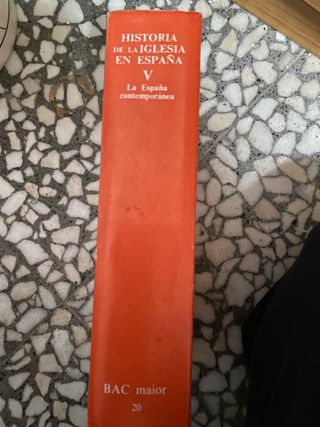 HISTORIA
DE LA IGLESIA
EN ESPAÑA
V
La España
contemporánea
BAC maior
20